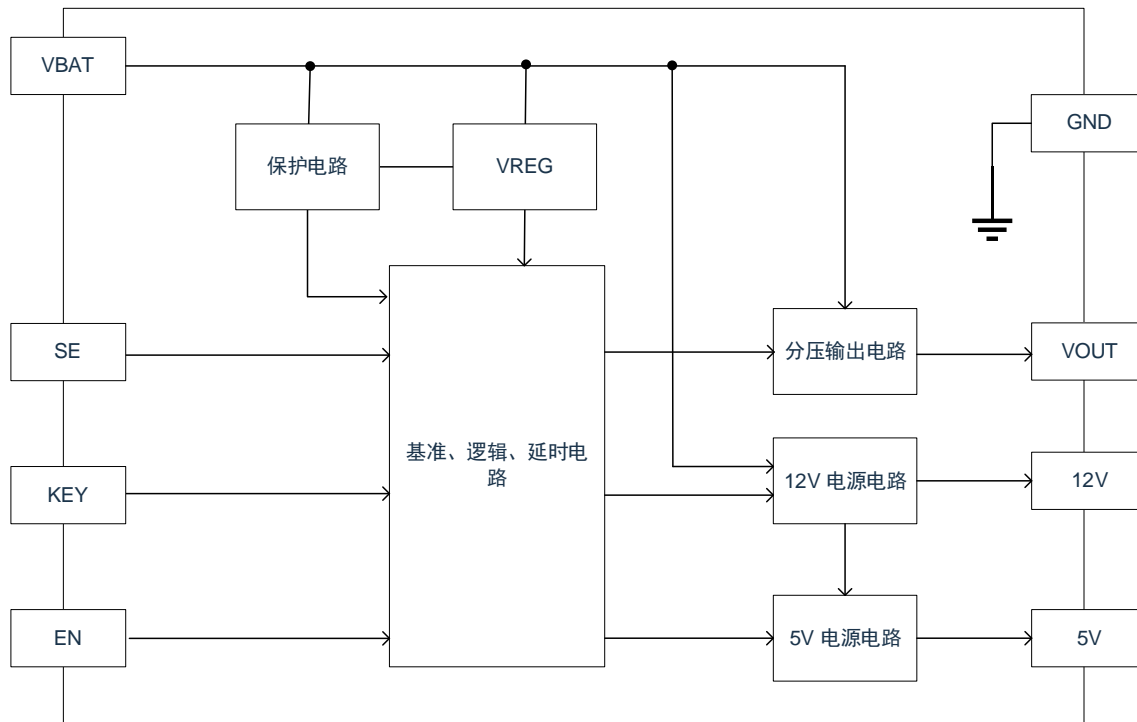 VBAT
GND
保护电路
VREG
SE
分压输出电路
VOUT
基准、逻辑、延时电
路
KEY
12V 电源电路
12V
EN
5V 电源电路
5V